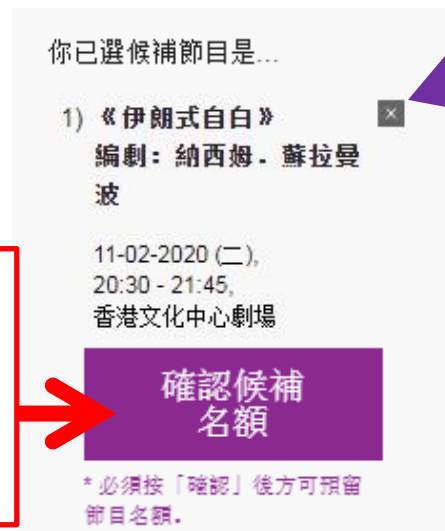 你已選候補節目是...
1) 《伊朗式自白》
編劇：納西姆．蘇拉曼
波
11-02-2020 (二),
20:30 - 21:45,
香港文化中心劇場
確認候補
名額
* 必須按「確認」後方可預留
節目名額。